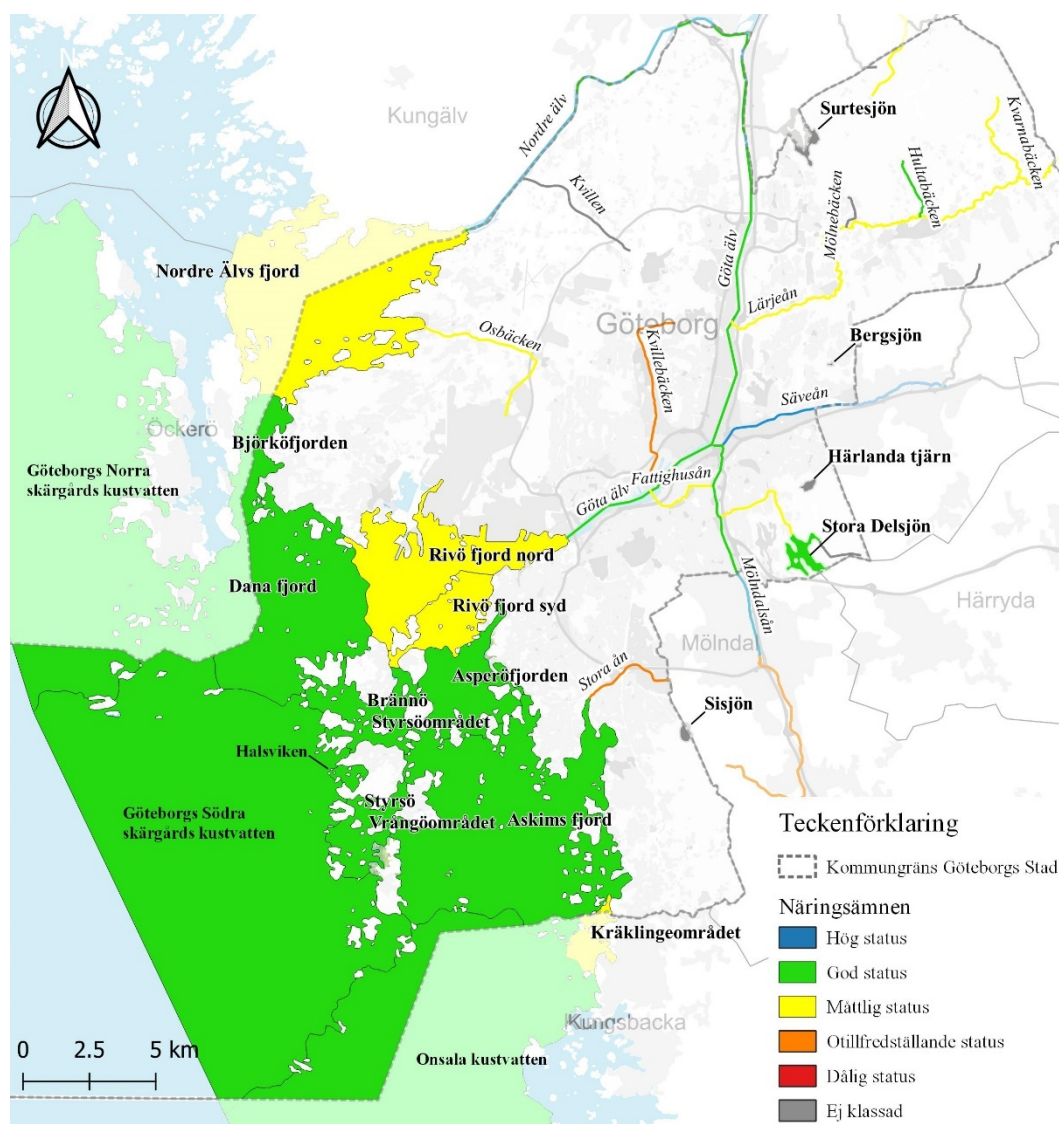 N
Kungälv
Surtesjön
Nordre älv
Kvillen
Göta älv
Mölnebäcken
Hultabäcken
Kvarnabäcken
Nordre Älvs fjord
Göteborg
Lärjeån
Osbäcken
Kvillebäcken
Bergsjön
Säveån
Öckerö
Björköfjorden
Göteborgs Norra
skärgårds kustvatten
Fattighusån
Göta älv
Härlanda tjärn
Stora Delsjön
Rivö fjord nord
Dana fjord
Rivö fjord syd
Mölndalsån
Härryda
Mölndal
Asperöfjorden
Stora ån
Brännö
Styrsöområdet
Sisjön
Halsviken
Göteborgs Södra
skärgårds kustvatten
Styrsö
Vrångöområdet
Askims fjord
Kräklingeområdet
Kungsbacka
Onsala kustvatten
0 2.5 5 km
Teckenförklaring
Kommungräns Göteborgs Stad
Näringsämnen
Hög status
God status
Måttlig status
Otillfredställande status
Dålig status
Ej klassad